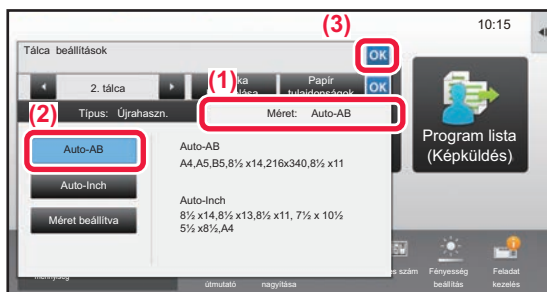 (3)
10:15
Tálca beállítások
OK
2. tálca
(1)
Papír
tulajdonságok
OK
(2)
Típus: Újrahaszn.
Méret: Auto-AB
Auto-AB
Auto-AB
A4,A5,B5,8½ x14,216x340,8½ x11
Auto-Inch
Auto-Inch
8½ x14,8½ x13,8½ x11, 7½ x 10½
5½ x8½,A4
Méret beállítva
Program lista
(Képküldés)
útmutató
nagyítása
szám
Fényesség
beállítás
Feladat
kezelés